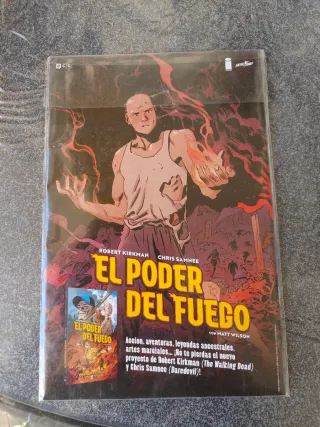 ROBERT KIRKMAN
CHRIS SAMNEE
EL PODER
DEL FUEGO
CON MATT WILSON
EL PODER
DEL FUEGO
Acción, aventuras, leyendas ancestrales,
artes marciales... ¡No te pierdas el nuevo
proyecto de Robert Kirkman (The Walking Dead)
y Chris Samnee (Daredevil)!